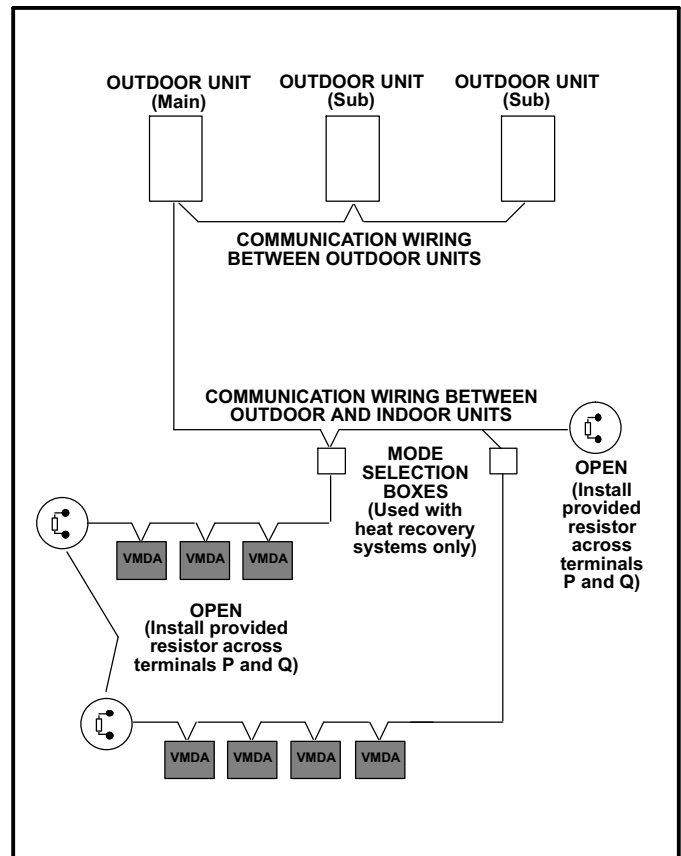 OUTDOOR UNIT
(Main)
OUTDOOR UNIT
(Sub)
OUTDOOR UNIT
(Sub)
COMMUNICATION WIRING
BETWEEN OUTDOOR UNITS
COMMUNICATION WIRING BETWEEN
OUTDOOR AND INDOOR UNITS
MODE
SELECTION
BOXES
(Used with
heat recovery
systems only)
OPEN
(Install
provided
resistor
across
terminals
P and Q)
VMDA
VMDA
VMDA
OPEN
(Install provided
resistor across
terminals P and Q)
VMDA
VMDA
VMDA
VMDA